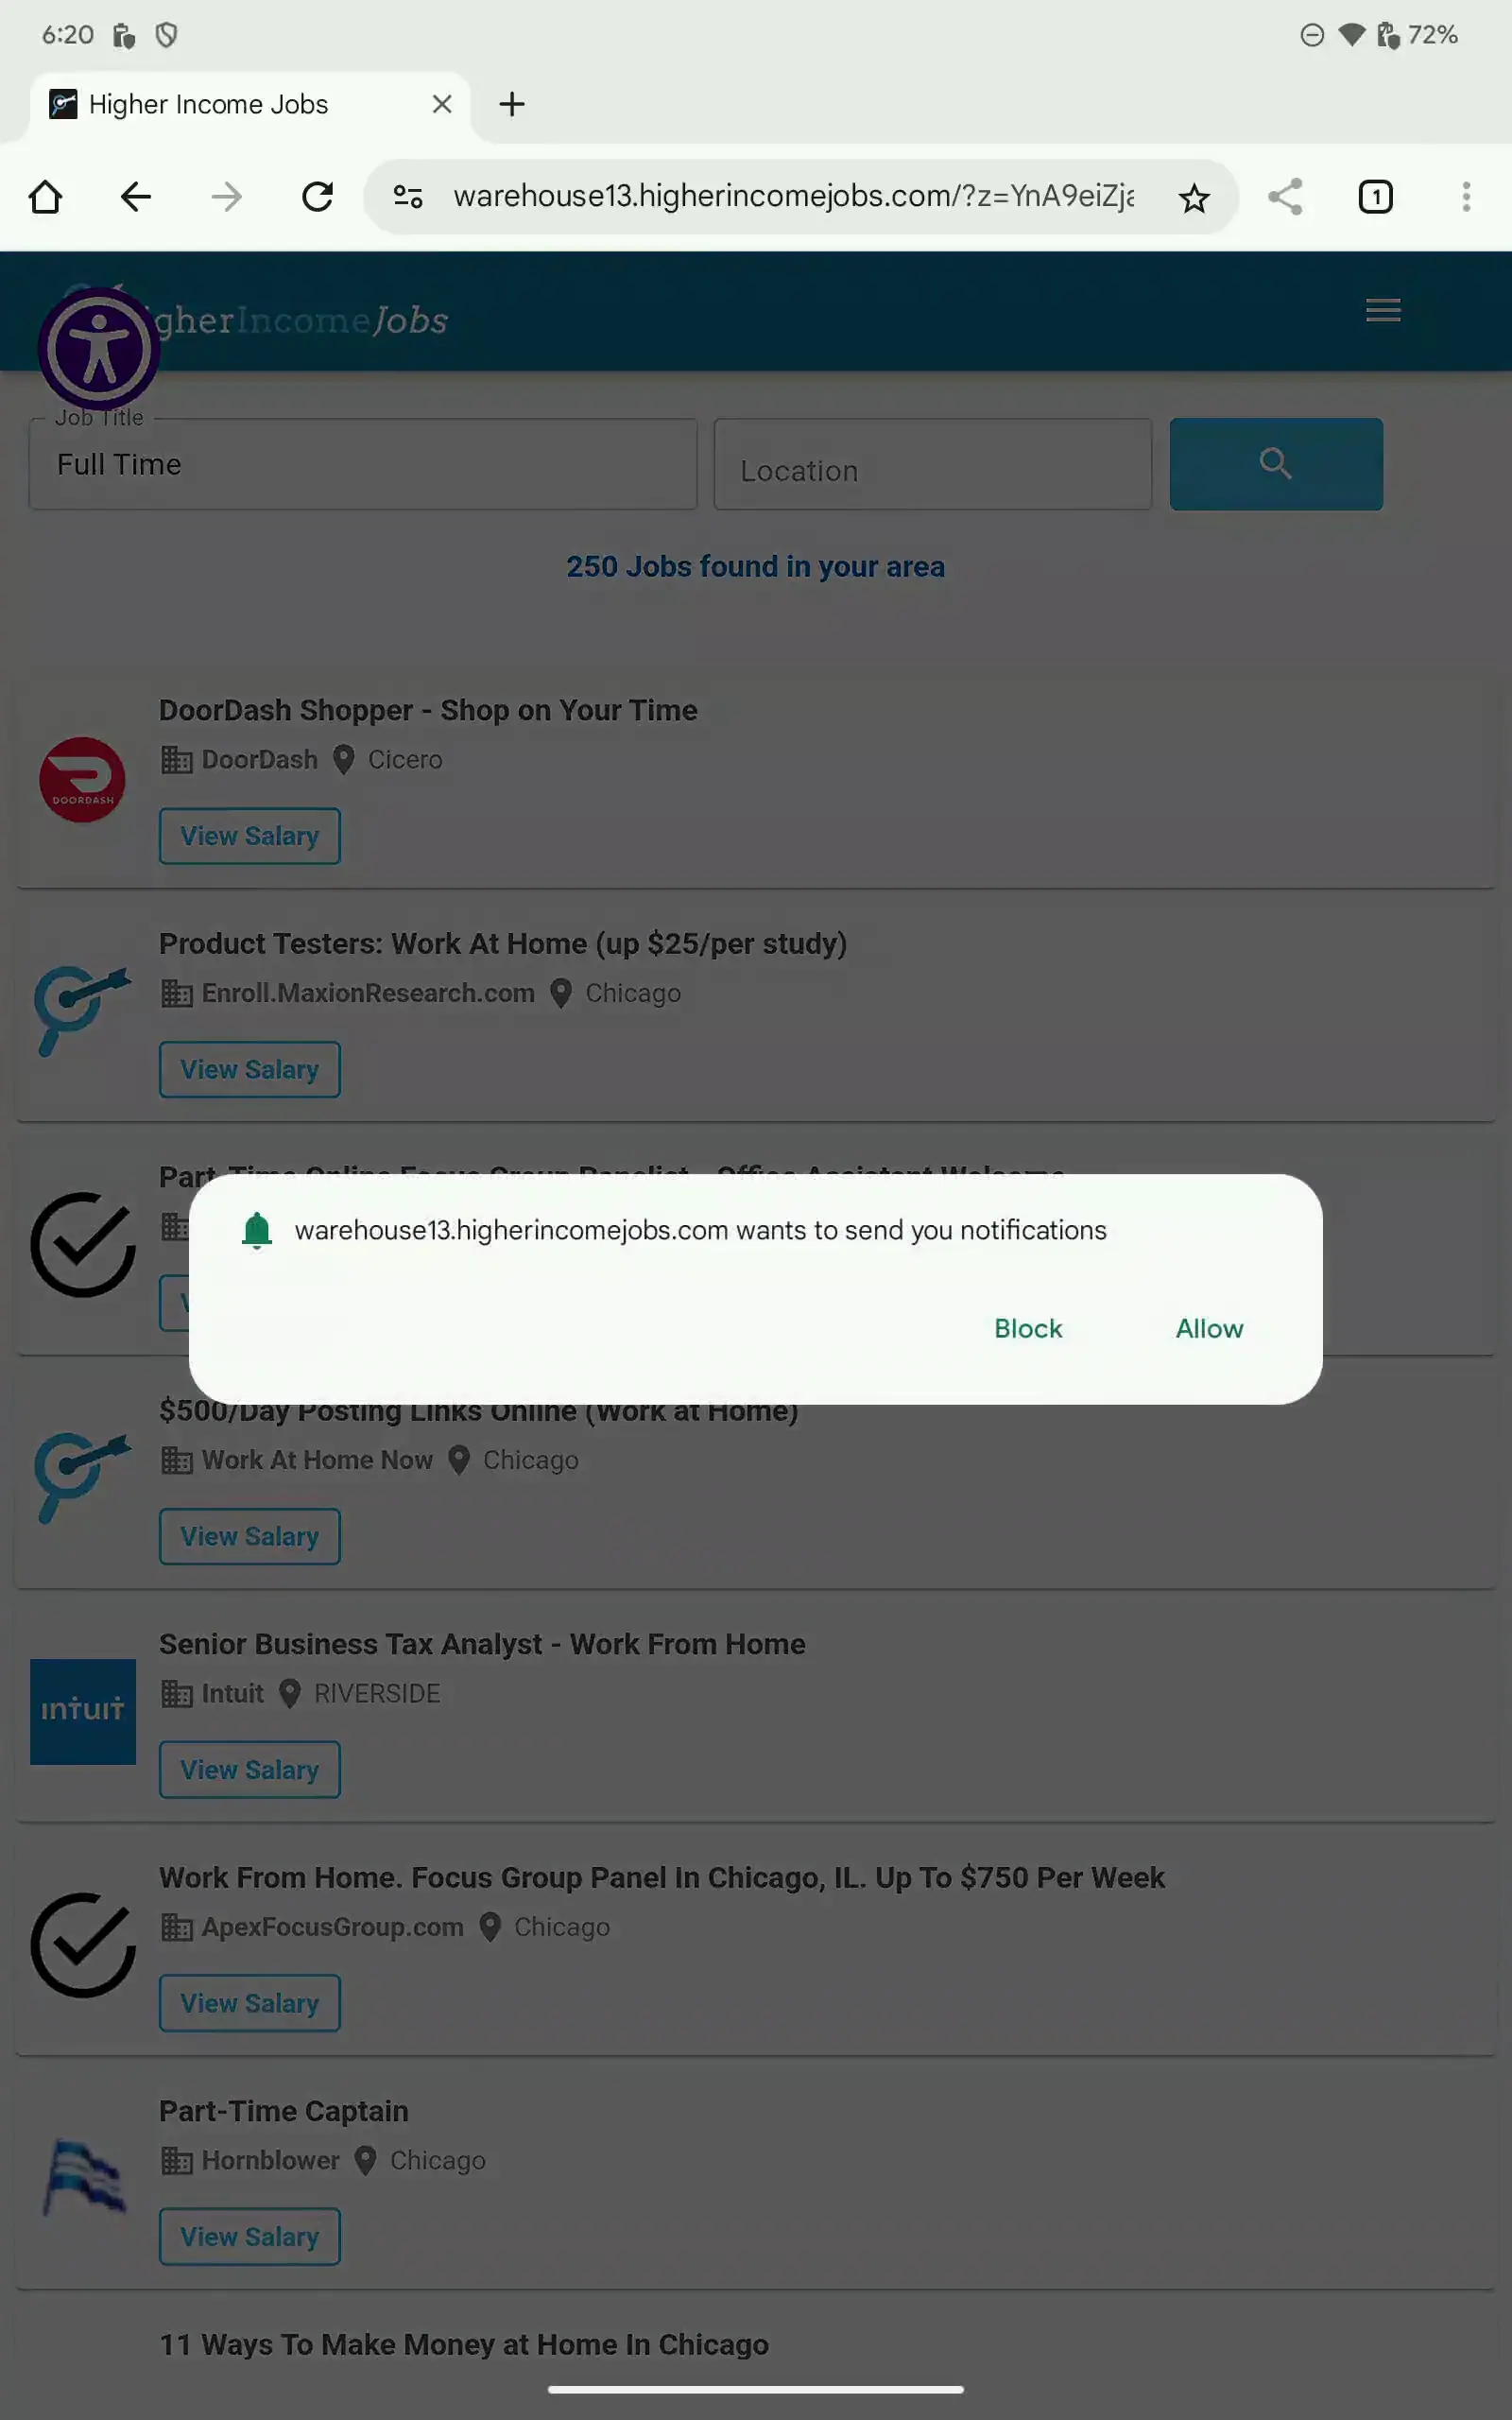 6:20
72%
Higher Income Jobs
warehouse13.higherincomejobs.com/?z=YnA9eiZja
1
gherIncomeJobs
Job Title
Full Time
Location
250 Jobs found in your area
DoorDash Shopper - Shop on Your Time
DoorDash Cicero
DOORDASH
View Salary
Product Testers: Work At Home (up $25/per study)
Enroll.MaxionResearch.com Chicago
View Salary
Part-Time Online Focus Group Panelist - Office Assistant Welcome
warehouse13.higherincomejobs.com wants to send you notifications
Block Allow
$500/Day Posting Links Online (Work at Home)
Work At Home Now Chicago
View Salary
Senior Business Tax Analyst - Work From Home
Intuit RIVERSIDE
INTUIT
View Salary
Work From Home. Focus Group Panel In Chicago, IL. Up To $750 Per Week
ApexFocusGroup.com Chicago
View Salary
Part-Time Captain
Hornblower Chicago
View Salary
11 Ways To Make Money at Home In Chicago